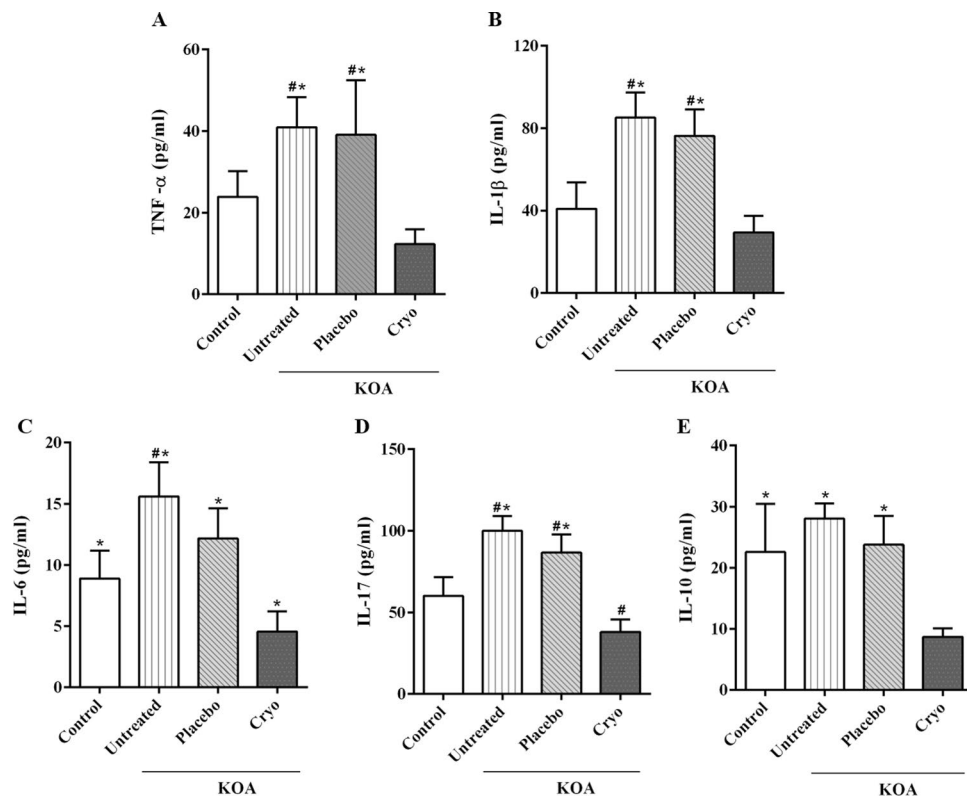 A
TNF -α (pg/ml)
60
40
20
0
#*
#*
Control
Untreated
Placebo
Cryo
KOA
B
IL-1β (pg/ml)
120
80
40
0
#*
#*
Control
Untreated
Placebo
Cryo
KOA
C
IL-6 (pg/ml)
20
15
10
5
0
*
#*
*
*
Control
Untreated
Placebo
Cryo
KOA
D
IL-17 (pg/ml)
150
100
50
0
#*
#*
#
Control
Untreated
Placebo
Cryo
KOA
E
IL-10 (pg/ml)
40
30
20
10
0
*
*
*
Control
Untreated
Placebo
Cryo
KOA